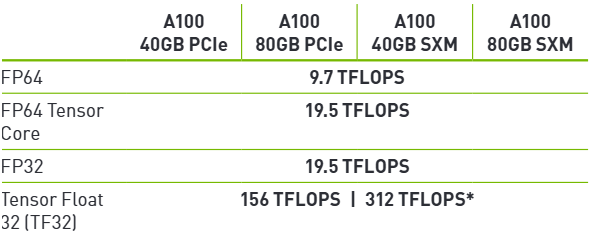 A100 A100 A100 A100
40GB PCIe 80GB PCIe 40GB SXM 80GB SXM
FP64 9.7 TFLOPS
FP64 Tensor 19.5 TFLOPS
Core
FP32 19.5 TFLOPS
Tensor Float 156 TFLOPS | 312 TFLOPS*
32 (TF32)